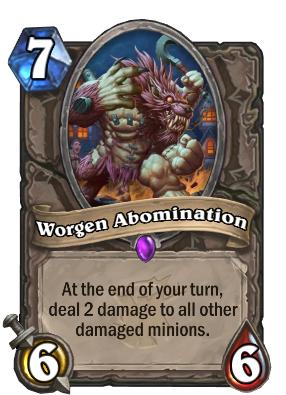 7
Worgen Abomination
At the end of your turn,
deal 2 damage to all other
damaged minions.
6 6